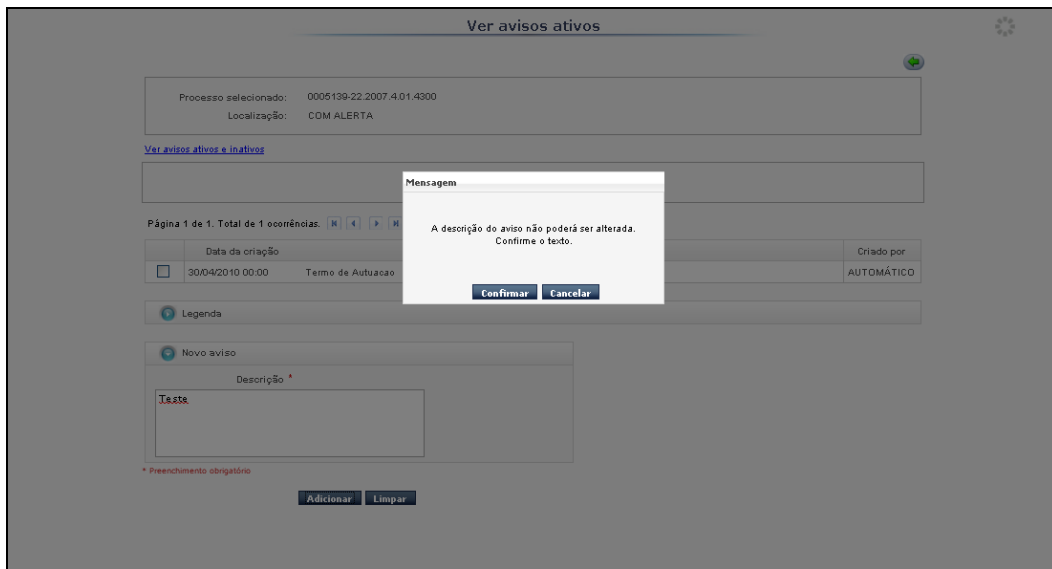 Ver avisos ativos
Processo selecionado: 0005139-22.2007.4.01.4300
Localização: COM ALERTA
Ver avisos ativos e inativos
Mensagem
A descrição do aviso não poderá ser alterada.
Confirme o texto.
Confirmar Cancelar
Página 1 de 1. Total de 1 ocorrências.
Data da criação Criado por
30/04/2010 00:00 Termo de Autuacao AUTOMÁTICO
Legenda
Novo aviso
Descrição *
Teste
* Preenchimento obrigatório
Adicionar Limpar